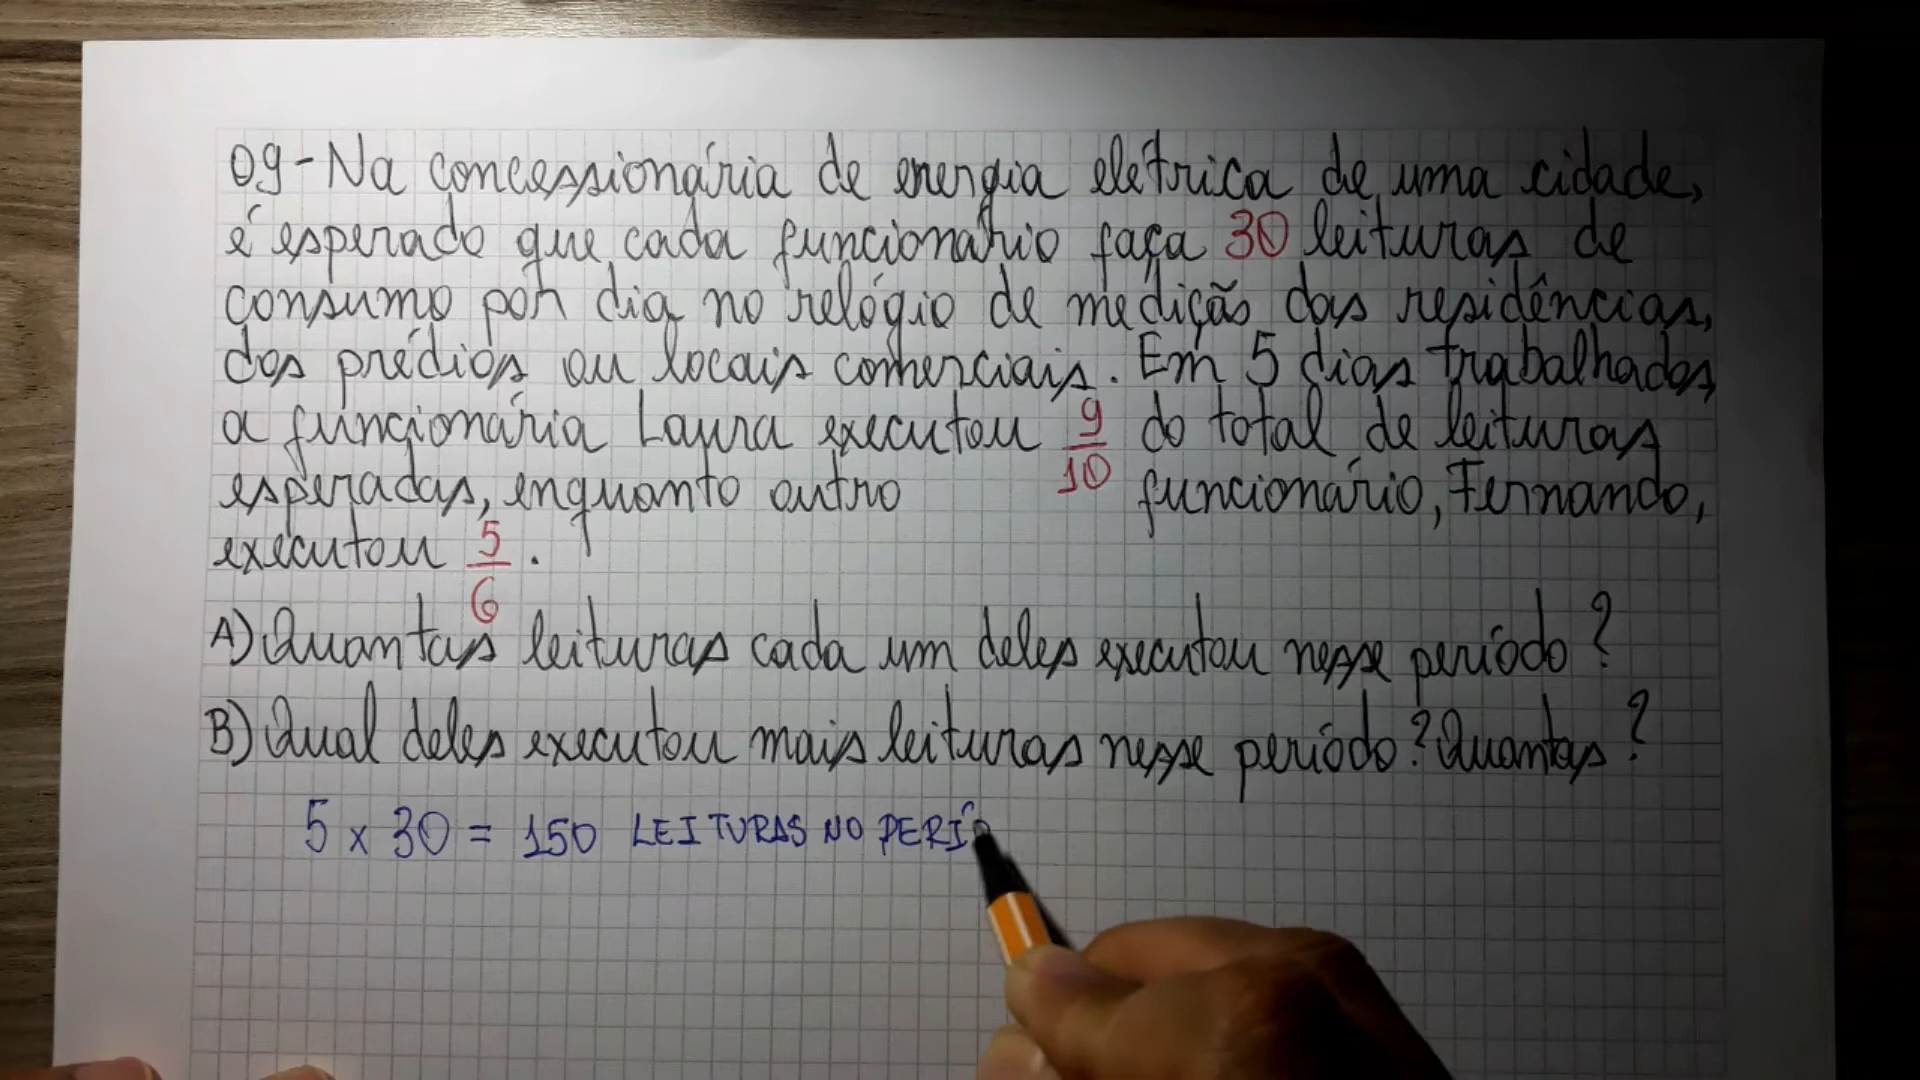 09-Na concessionária de energia elétrica de uma cidade,
é esperado que cada funcionário faça 30 leituras de
consumo por dia no relógio de medição das residências,
dos prédios ou locais comerciais. Em 5 dias trabalhados,
a funcionária Laura executou 9/10 do total de leituras
esperadas, enquanto outro funcionário, Fernando,
executou 5/6.
A) Quantas leituras cada um deles executou nesse período?
B) Qual deles executou mais leituras nesse período? Quantas?
5 x 30 = 150 LEITURAS NO PERÍO